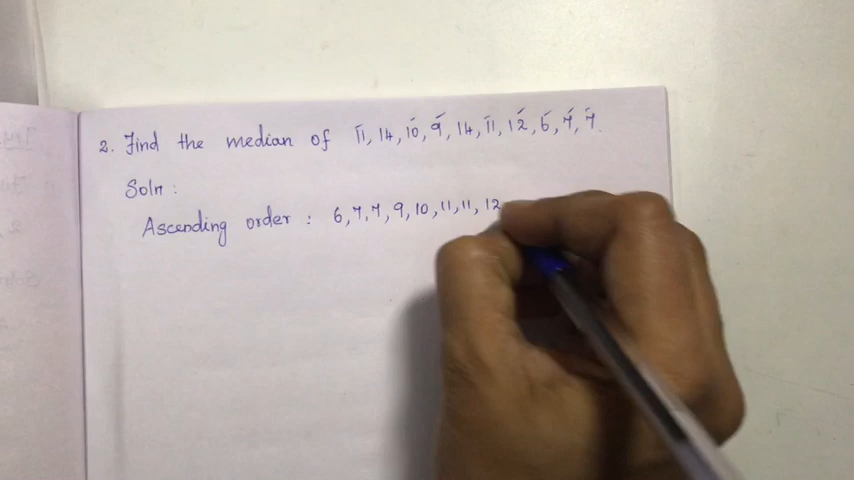 2. Find the median of 11, 14, 10, 9, 14, 11, 12, 6, 7, 7.
Soln :
Ascending order : 6, 7, 7, 9, 10, 11, 11, 12